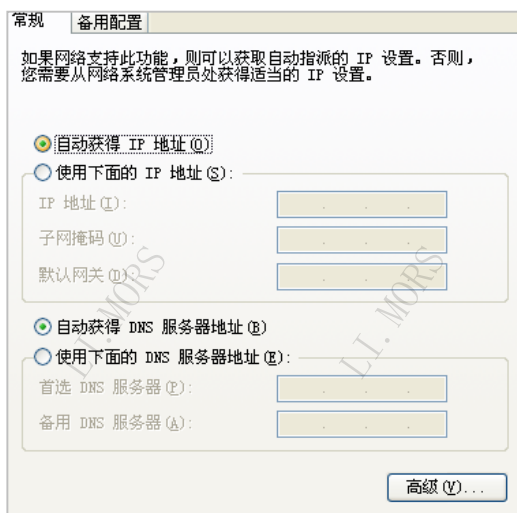 常规 备用配置
如果网络支持此功能，则可以获取自动指派的 IP 设置。否则，
您需要从网络系统管理员处获得适当的 IP 设置。
自动获得 IP 地址(O)
使用下面的 IP 地址(S):
IP 地址(I):
子网掩码(U):
默认网关(D):
自动获得 DNS 服务器地址(B)
使用下面的 DNS 服务器地址(E):
首选 DNS 服务器(P):
备用 DNS 服务器(A):
高级(V)...
LI.MORS
LI.MORS